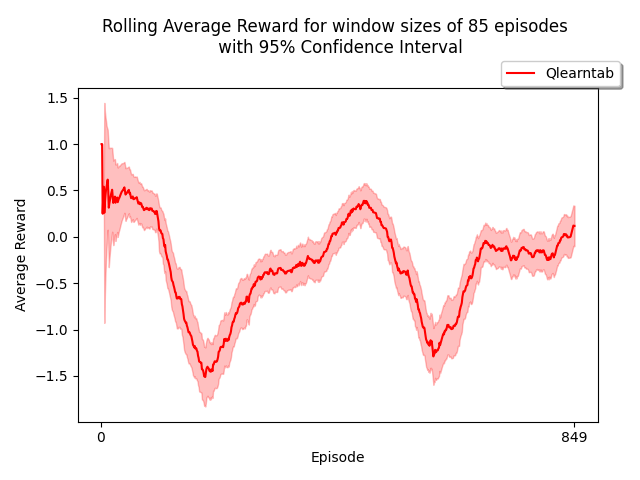 Rolling Average Reward for window sizes of 85 episodes
with 95% Confidence Interval
Qlearntab
1.5
1.0
0.5
0.0
−0.5
−1.0
−1.5
Average Reward
0
849
Episode